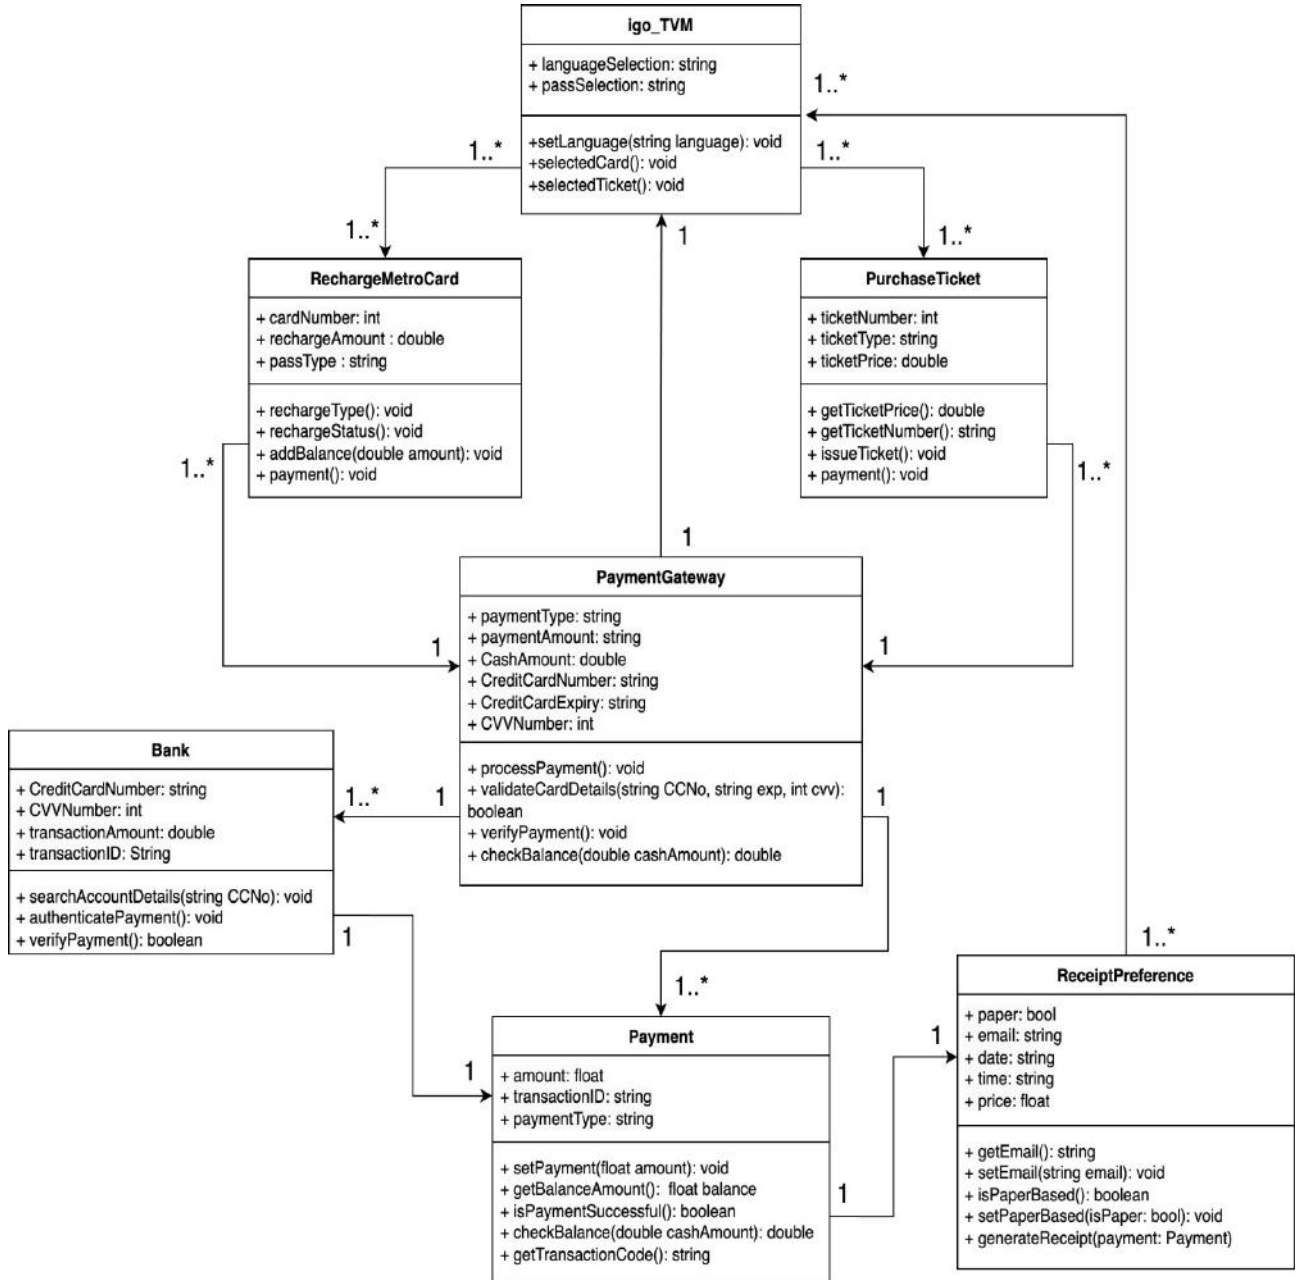 igo_TVM
+ languageSelection: string
+ passSelection: string
+setLanguage(string language): void
+selectedCard(): void
+selectedTicket(): void
1..*
1..*
1..*
1..*
1..*
1
RechargeMetroCard
+ cardNumber: int
+ rechargeAmount : double
+ passType : string
+ rechargeType(): void
+ rechargeStatus(): void
+ addBalance(double amount): void
+ payment(): void
PurchaseTicket
+ ticketNumber: int
+ ticketType: string
+ ticketPrice: double
+ getTicketPrice(): double
+ getTicketNumber(): string
+ issueTicket(): void
+ payment(): void
1..*
1..*
1
1
1
PaymentGateway
+ paymentType: string
+ paymentAmount: string
+ CashAmount: double
+ CreditCardNumber: string
+ CreditCardExpiry: string
+ CVVNumber: int
+ processPayment(): void
+ validateCardDetails(string CCNo, string exp, int cvv):
boolean
+ verifyPayment(): void
+ checkBalance(double cashAmount): double
Bank
+ CreditCardNumber: string
+ CVVNumber: int
+ transactionAmount: double
+ transactionID: String
+ searchAccountDetails(string CCNo): void
+ authenticatePayment(): void
+ verifyPayment(): boolean
1..*
1
1
1
1..*
1..*
Payment
+ amount: float
+ transactionID: string
+ paymentType: string
+ setPayment(float amount): void
+ getBalanceAmount(): float balance
+ isPaymentSuccessful(): boolean
+ checkBalance(double cashAmount): double
+ getTransactionCode(): string
1
1
1
ReceiptPreference
+ paper: bool
+ email: string
+ date: string
+ time: string
+ price: float
+ getEmail(): string
+ setEmail(string email): void
+ isPaperBased(): boolean
+ setPaperBased(isPaper: bool): void
+ generateReceipt(payment: Payment)